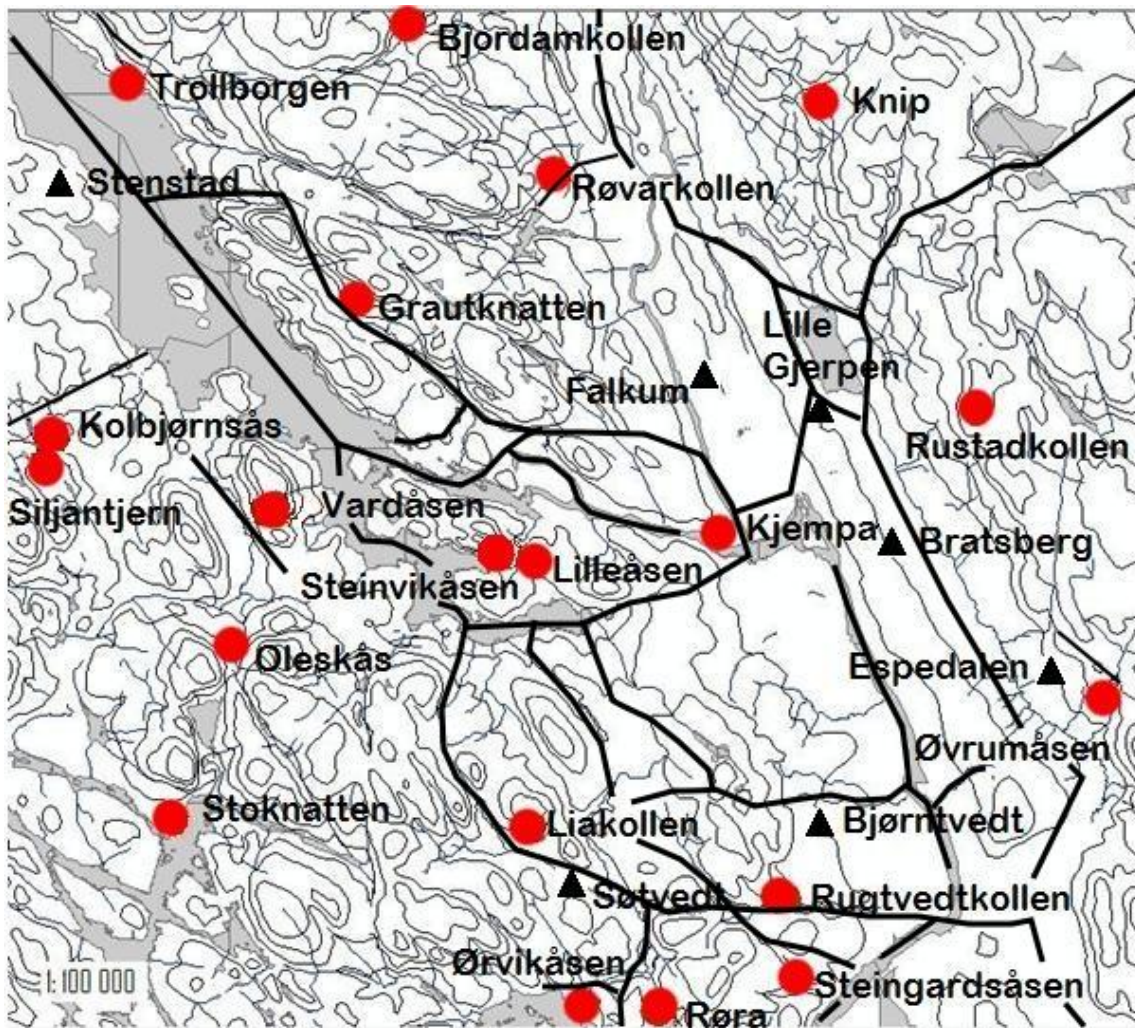 Bjordamkollen
Trollborgen
Knip
Stenstad
Røvarkollen
Grautknatten
Lille
Gjerpen
Falkum
Kolbjørnsås
Rustadkollen
Siljantjern
Vardåsen
Kjempa
Bratsberg
Steinvikåsen
Lilleåsen
Oleskås
Espedalen
Øvrumåsen
Stoknatten
Liakollen
Bjørntvedt
Søtvedt
Rugtvedtkollen
Ørvikåsen
1:100 000
Steingardsåsen
Røra